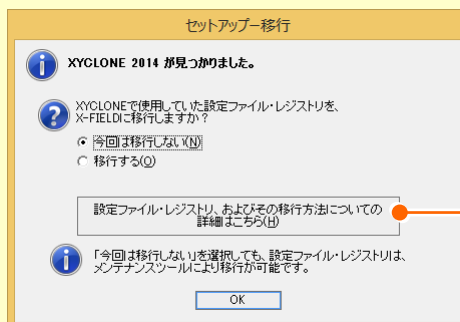 セットアップー移行
XYCLONE 2014 が見つかりました。
XYCLONEで使用していた設定ファイル・レジストリを、
X-FIELDに移行しますか?
今回は移行しない(N)
移行する(O)
設定ファイル・レジストリ、およびその移行方法についての
詳細はこちら(H)
「今回は移行しない」を選択しても、設定ファイル・レジストリは、
メンテナンスツールにより移行が可能です。
OK